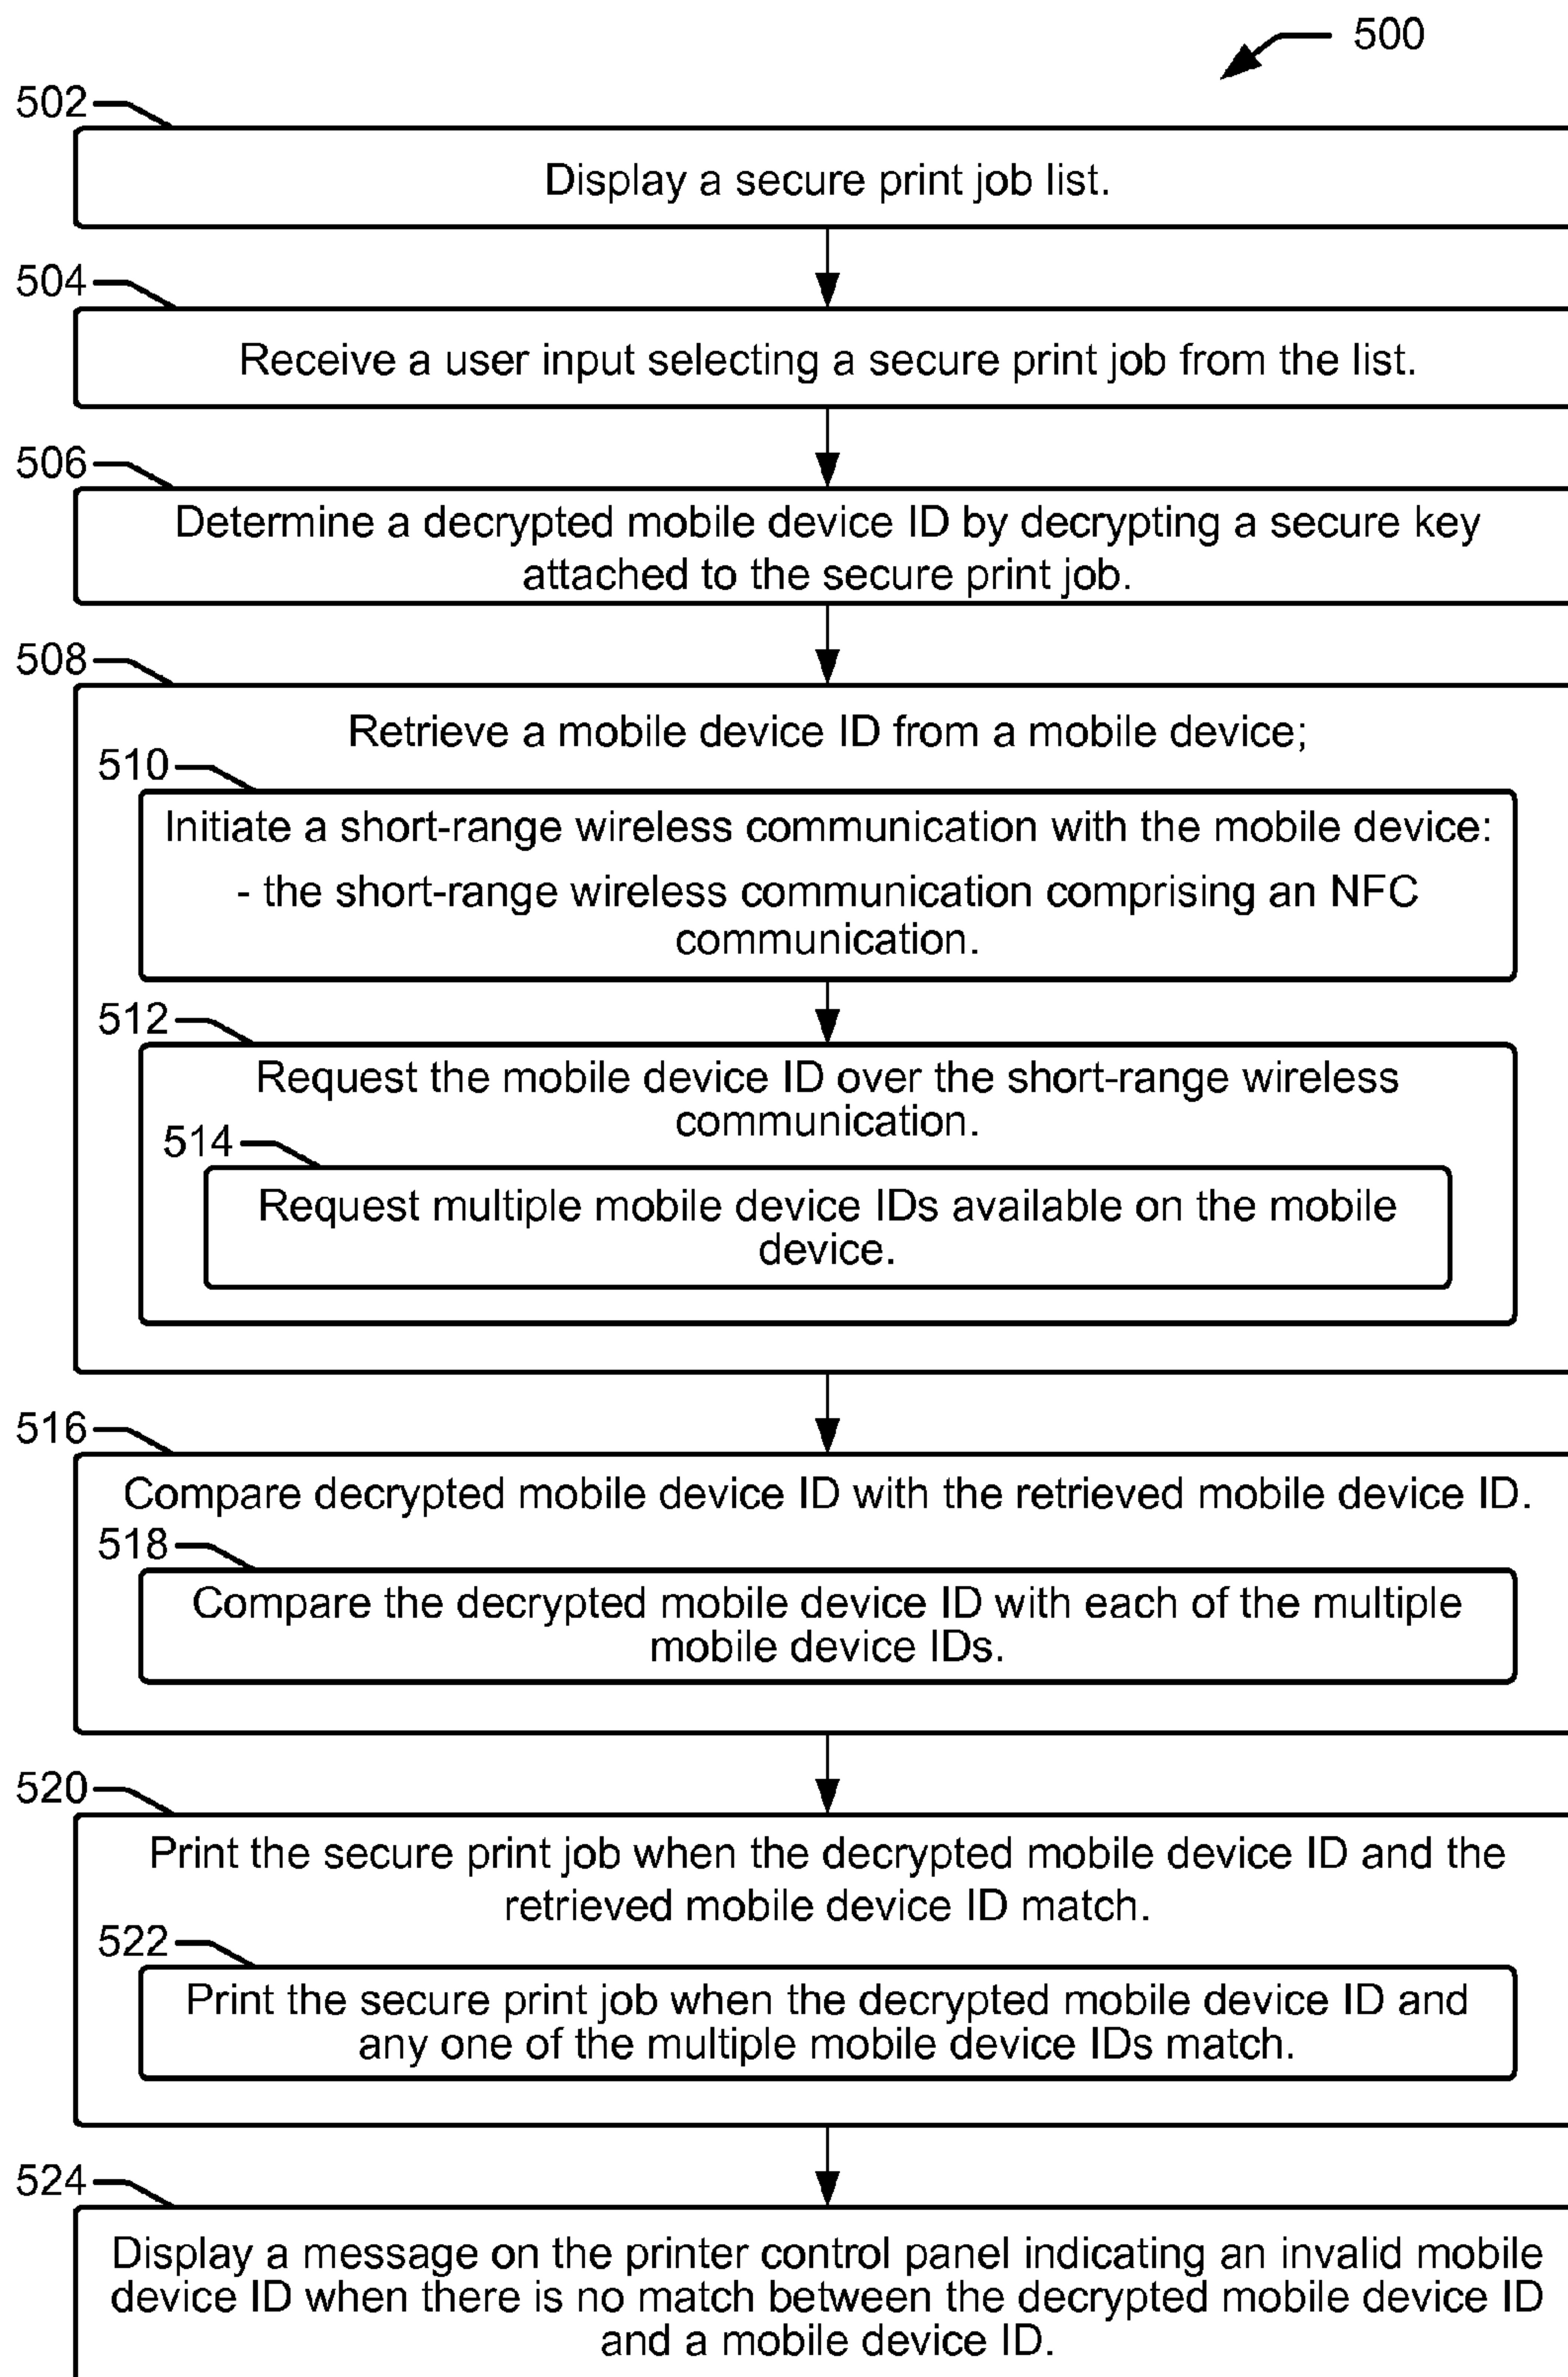 500
502
Display a secure print job list.
504
Receive a user input selecting a secure print job from the list.
506
Determine a decrypted mobile device ID by decrypting a secure key
attached to the secure print job.
508
Retrieve a mobile device ID from a mobile device;
510
Initiate a short-range wireless communication with the mobile device:
- the short-range wireless communication comprising an NFC
communication.
512
Request the mobile device ID over the short-range wireless
communication.
514
Request multiple mobile device IDs available on the mobile
device.
516
Compare decrypted mobile device ID with the retrieved mobile device ID.
518
Compare the decrypted mobile device ID with each of the multiple
mobile device IDs.
520
Print the secure print job when the decrypted mobile device ID and the
retrieved mobile device ID match.
522
Print the secure print job when the decrypted mobile device ID and
any one of the multiple mobile device IDs match.
524
Display a message on the printer control panel indicating an invalid mobile
device ID when there is no match between the decrypted mobile device ID
and a mobile device ID.